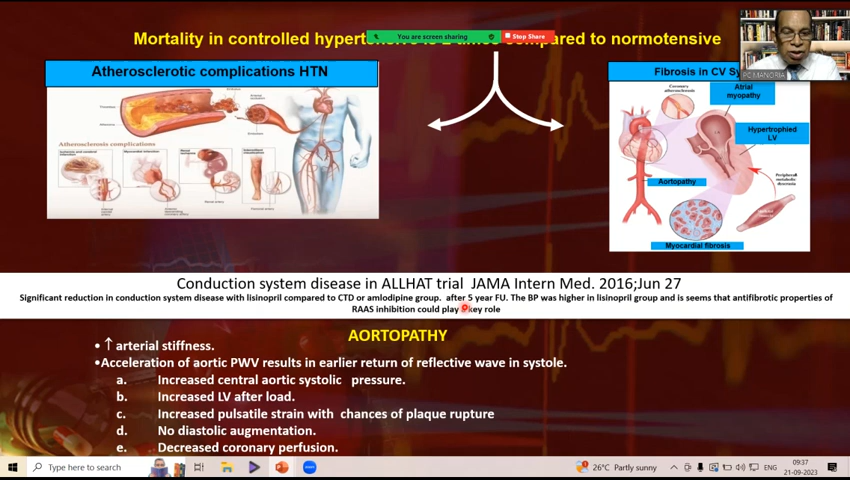 Mortality in controlled hypertensive is 2 times compared to normotensive
You are screen sharing
Stop Share
PC MANORIA
Atherosclerotic complications HTN
Atherosclerosis complications
Fibrosis in CV Sy
Atrial
myopathy
Hypertrophied
LV
Aortopathy
Myocardial fibrosis
Conduction system disease in ALLHAT trial JAMA Intern Med. 2016;Jun 27
Significant reduction in conduction system disease with lisinopril compared to CTD or amlodipine group. after 5 year FU. The BP was higher in lisinopril group and is seems that antifibrotic properties of
RAAS inhibition could play key role
AORTOPATHY
• ↑ arterial stiffness.
•Acceleration of aortic PWV results in earlier return of reflective wave in systole.
a. Increased central aortic systolic pressure.
b. Increased LV after load.
c. Increased pulsatile strain with chances of plaque rupture
d. No diastolic augmentation.
e. Decreased coronary perfusion.
Type here to search
26°C Partly sunny
ENG
09:37
21-09-2023